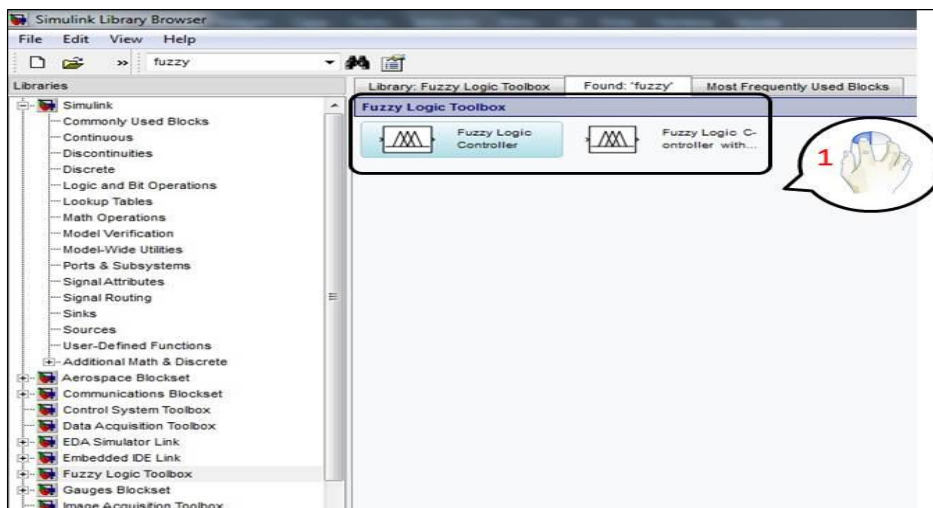 Simulink Library Browser
File Edit View Help
» fuzzy
Libraries
Library: Fuzzy Logic Toolbox Found: 'fuzzy' Most Frequently Used Blocks
Simulink
Commonly Used Blocks
Continuous
Discontinuities
Discrete
Logic and Bit Operations
Lookup Tables
Math Operations
Model Verification
Model-Wide Utilities
Ports & Subsystems
Signal Attributes
Signal Routing
Sinks
Sources
User-Defined Functions
Additional Math & Discrete
Aerospace Blockset
Communications Blockset
Control System Toolbox
Data Acquisition Toolbox
EDA Simulator Link
Embedded IDE Link
Fuzzy Logic Toolbox
Gauges Blockset
Image Acquisition Toolbox
Fuzzy Logic Toolbox
Fuzzy Logic
Controller
Fuzzy Logic C-
ontroller with...
1